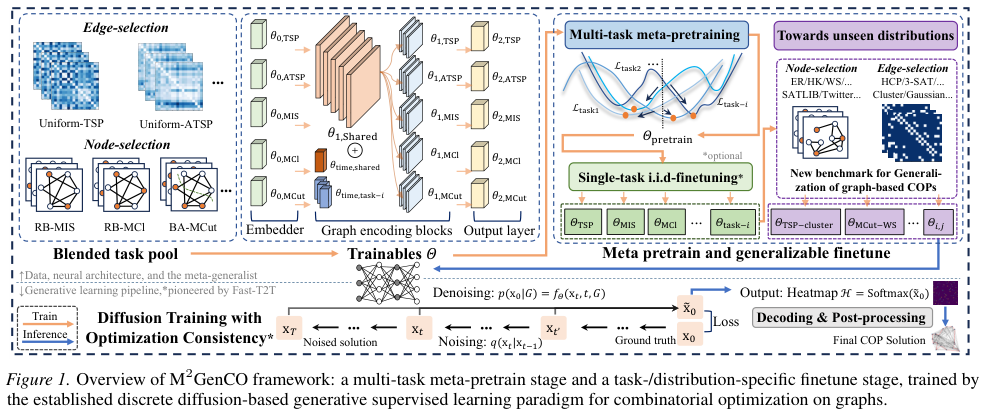 Edge-selection
Uniform-TSP
Uniform-ATSP
...
Node-selection
...
RB-MIS
RB-MCl
BA-MCut
Blended task pool
θ0,TSP
θ0,ATSP
θ0,MIS
θ0,MCl
θ0,MCut
Embedder
θ1,Shared
+
θtime,shared
θtime,task−i
θ1,TSP
θ1,ATSP
θ1,MIS
θ1,MCl
θ1,MCut
Graph encoding blocks
θ2,TSP
θ2,ATSP
θ2,MIS
θ2,MCl
θ2,MCut
Output layer
Trainables Θ
Multi-task meta-pretraining
ℒtask2
...
ℒtask1
ℒtask−i
Θpretrain
*optional
Single-task i.i.d-finetuning*
θTSP
θMIS
θMCl
...
θtask−i
Towards unseen distributions
Node-selection
ER/HK/WS/...
SATLIB/Twitter...
Edge-selection
HCP/3-SAT/...
Cluster/Gaussian...
New benchmark for Generali-
zation of graph-based COPs
θTSP−cluster
θMCut−WS
...
θi,j
Meta pretrain and generalizable finetune
↑Data, neural architecture, and the meta-generalist
↓Generative learning pipeline,*pioneered by Fast-T2T
Train
Inference
Diffusion Training with
Optimization Consistency*
Denoising: p(x0|G) = fθ(xt, t, G)
xT
...
xt
...
xt′
...
x̃0
x0
Loss
Noised solution
Noising: q(xt|xt−1)
Ground truth
Output: Heatmap ℋ = Softmax(x̃0)
Decoding & Post-processing
Final COP Solution
Figure 1. Overview of M²GenCO framework: a multi-task meta-pretrain stage and a task-/distribution-specific finetune stage, trained by
the established discrete diffusion-based generative supervised learning paradigm for combinatorial optimization on graphs.